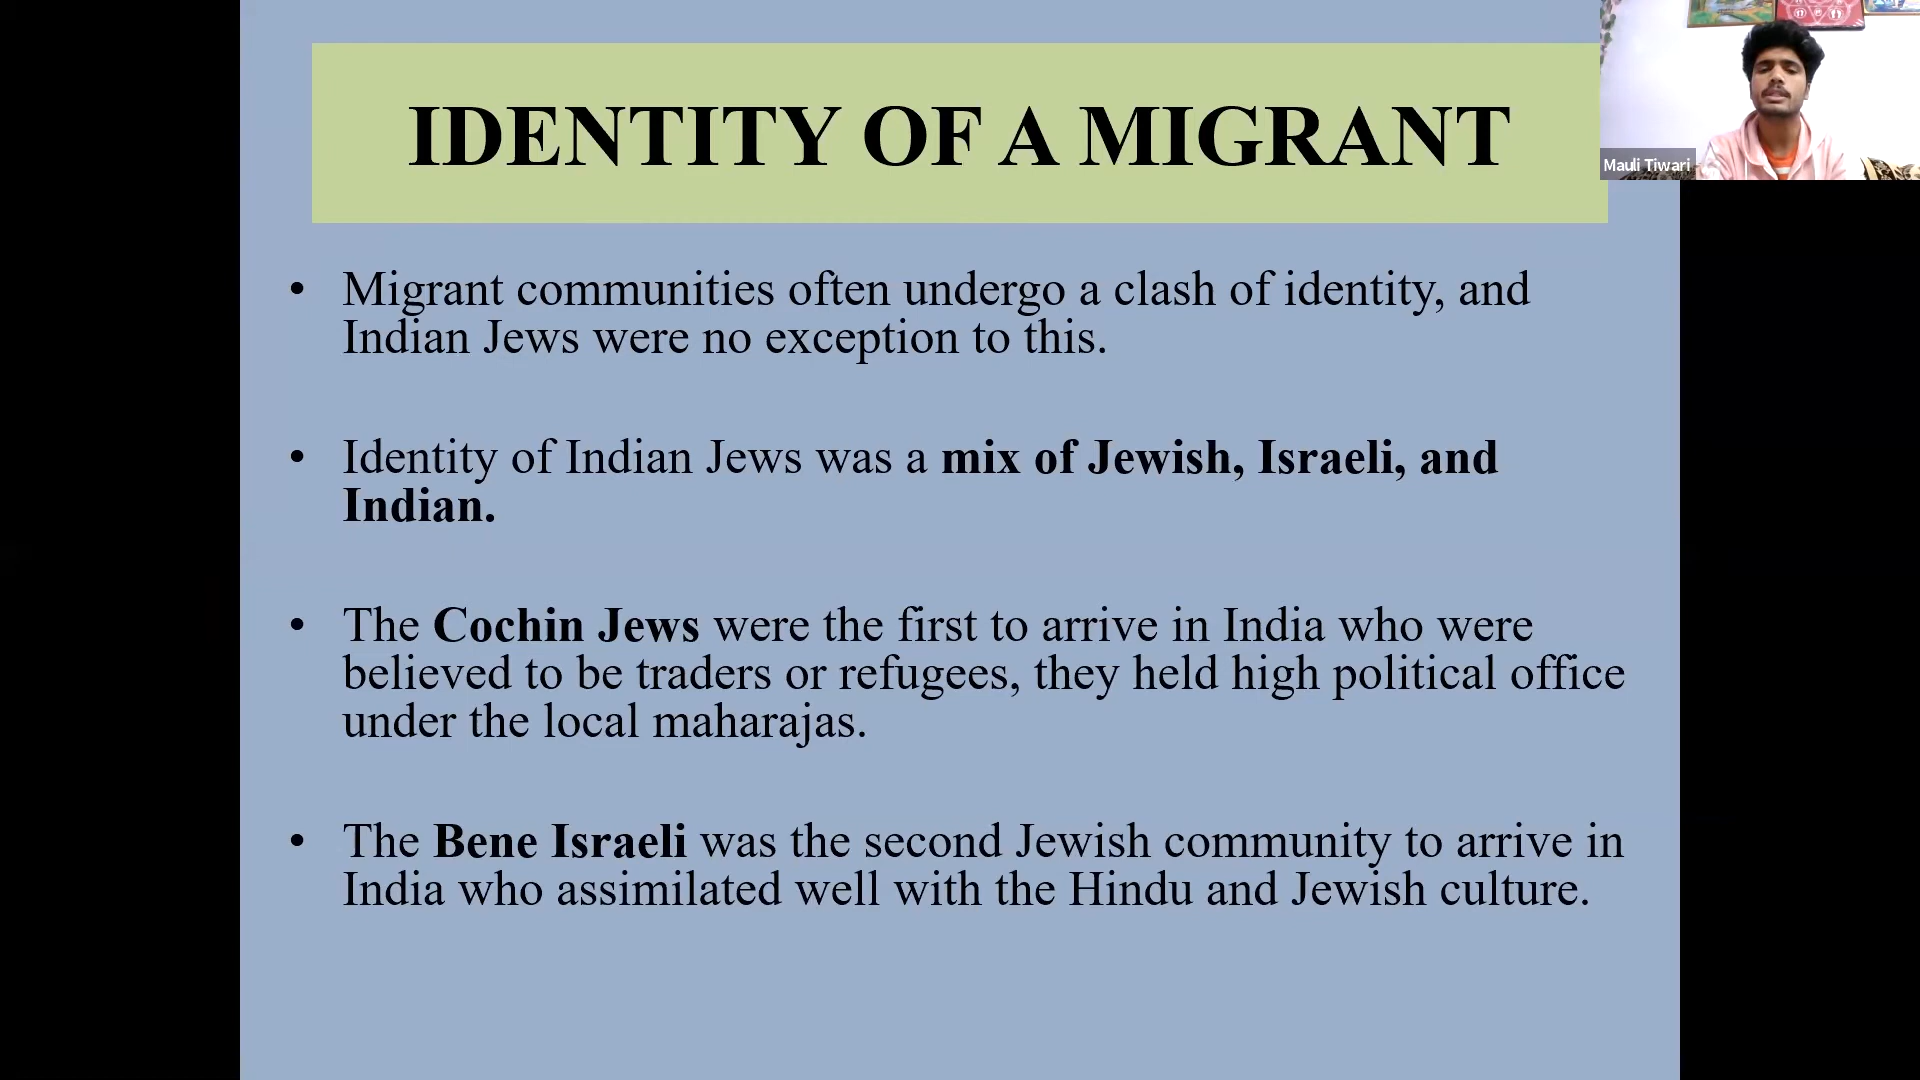 IDENTITY OF A MIGRANT
Mauli Tiwari
• Migrant communities often undergo a clash of identity, and
Indian Jews were no exception to this.
• Identity of Indian Jews was a mix of Jewish, Israeli, and
Indian.
• The Cochin Jews were the first to arrive in India who were
believed to be traders or refugees, they held high political office
under the local maharajas.
• The Bene Israeli was the second Jewish community to arrive in
India who assimilated well with the Hindu and Jewish culture.